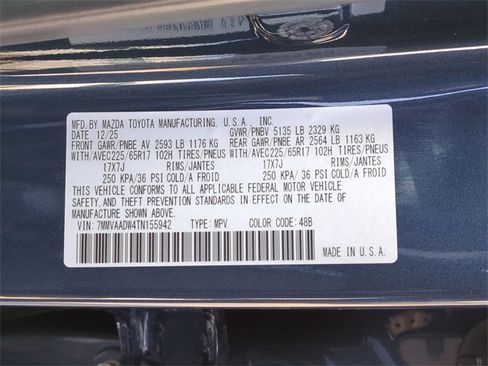 MFD. BY MAZDA TOYOTA MANUFACTURING, U.S.A., INC.
DATE 12/25 GVWR/PNBV 5135 LB 2329 KG
FRONT GAWR/PNBE AV 2593 LB 1176 KG REAR GAWR/PNBE AR 2564 LB 1163 KG
WITH/AVEC225/65R17 102H TIRES/PNEUS WITH/AVEC225/65R17 102H TIRES/PNEUS
17X7J RIMS/JANTES 17X7J RIMS/JANTES
250 KPA/36 PSI COLD/A FROID 250 KPA/ 36 PSI COLD/A FROID
THIS VEHICLE CONFORMS TO ALL APPLICABLE FEDERAL MOTOR VEHICLE
SAFETY,AND THEFT PREVENTION STANDARDS IN EFFECT ON THE DATE OF
MANUFACTURE SHOWN ABOVE.
VIN: 7MMVAADW4TN155942 TYPE: MPV COLOR CODE: 48B
MADE IN U.S.A.